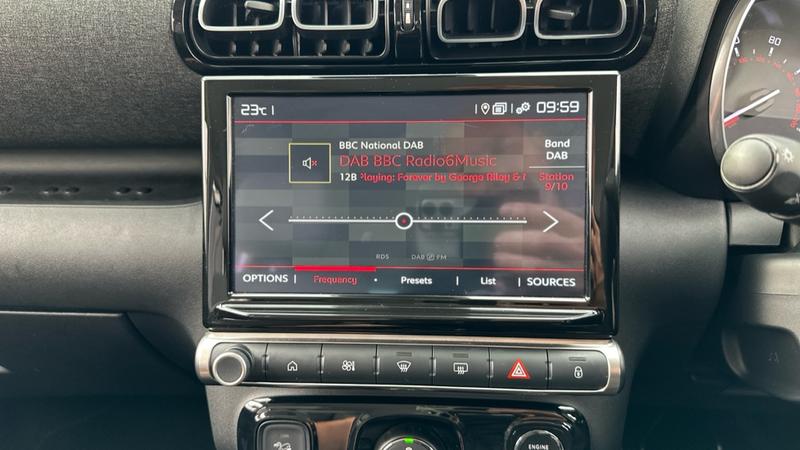 23°C
09:59
BBC National DAB
DAB BBC Radio6Music
12B Playing: Forever by George Riley &
Band
DAB
Station
9/10
RDS DAB FM
OPTIONS Frequency Presets List SOURCES
80
ENGINE